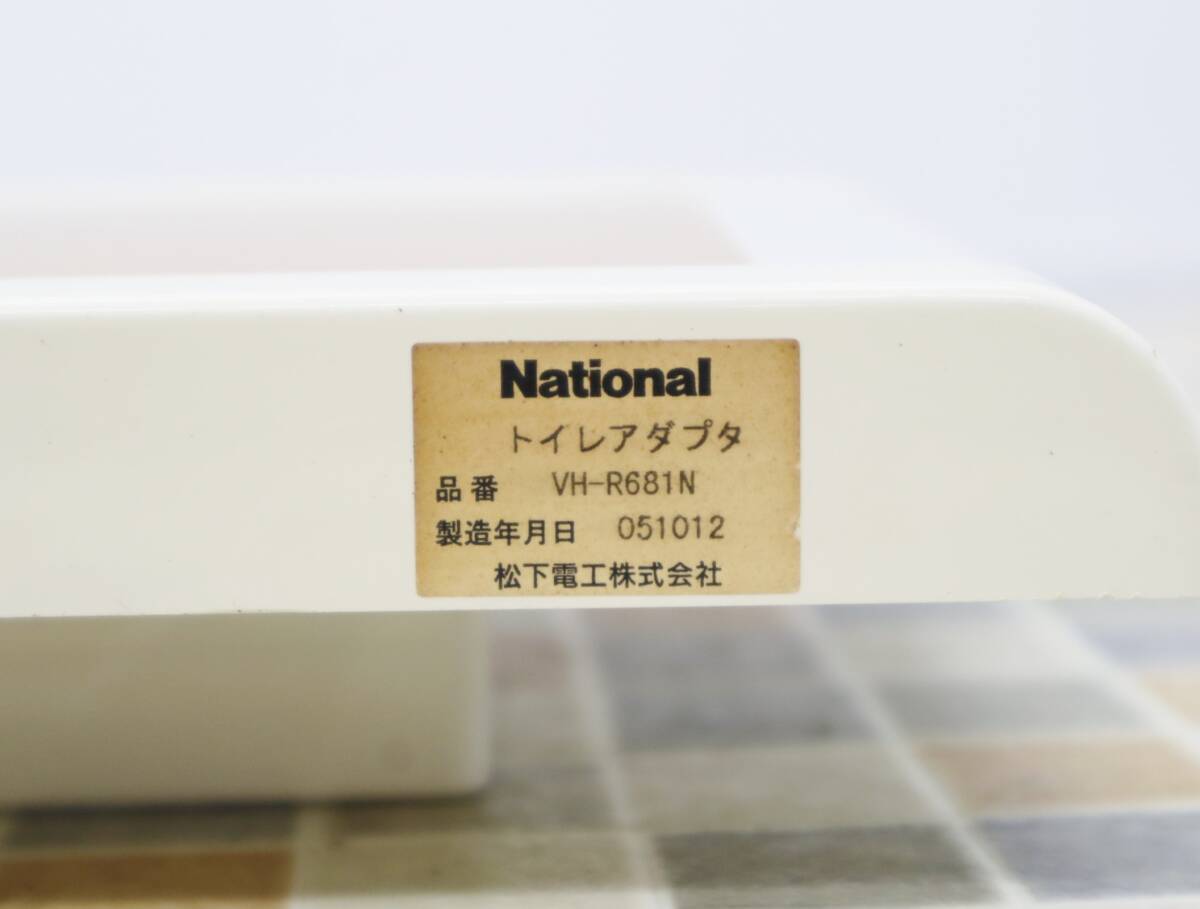 National
トイレアダプタ
品番 VH-R681N
製造年月日 051012
松下電工株式会社